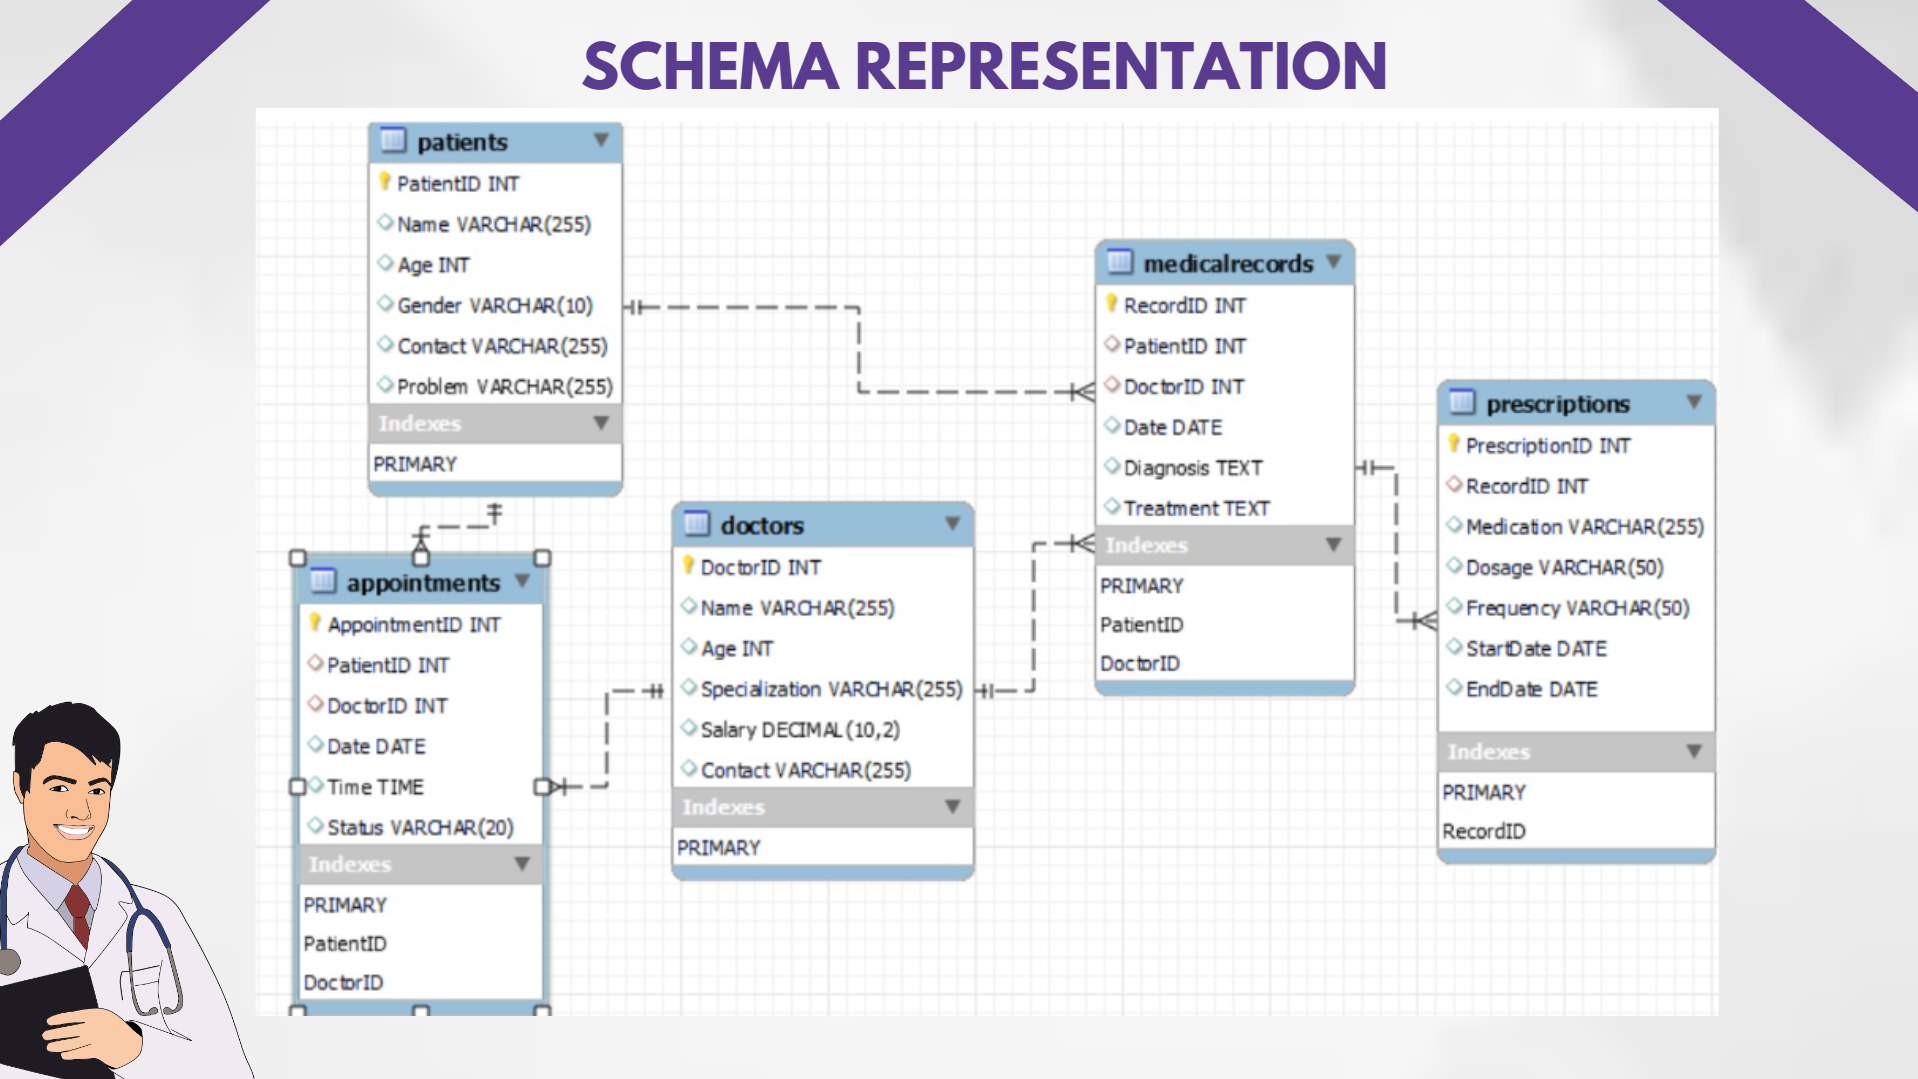 SCHEMA REPRESENTATION
patients
PatientID INT
Name VARCHAR(255)
Age INT
Gender VARCHAR(10)
Contact VARCHAR(255)
Problem VARCHAR(255)
Indexes
PRIMARY
appointments
AppointmentID INT
PatientID INT
DoctorID INT
Date DATE
Time TIME
Status VARCHAR(20)
Indexes
PRIMARY
PatientID
DoctorID
doctors
DoctorID INT
Name VARCHAR(255)
Age INT
Specialization VARCHAR(255)
Salary DECIMAL(10,2)
Contact VARCHAR(255)
Indexes
PRIMARY
medicalrecords
RecordID INT
PatientID INT
DoctorID INT
Date DATE
Diagnosis TEXT
Treatment TEXT
Indexes
PRIMARY
PatientID
DoctorID
prescriptions
PrescriptionID INT
RecordID INT
Medication VARCHAR(255)
Dosage VARCHAR(50)
Frequency VARCHAR(50)
StartDate DATE
EndDate DATE
Indexes
PRIMARY
RecordID